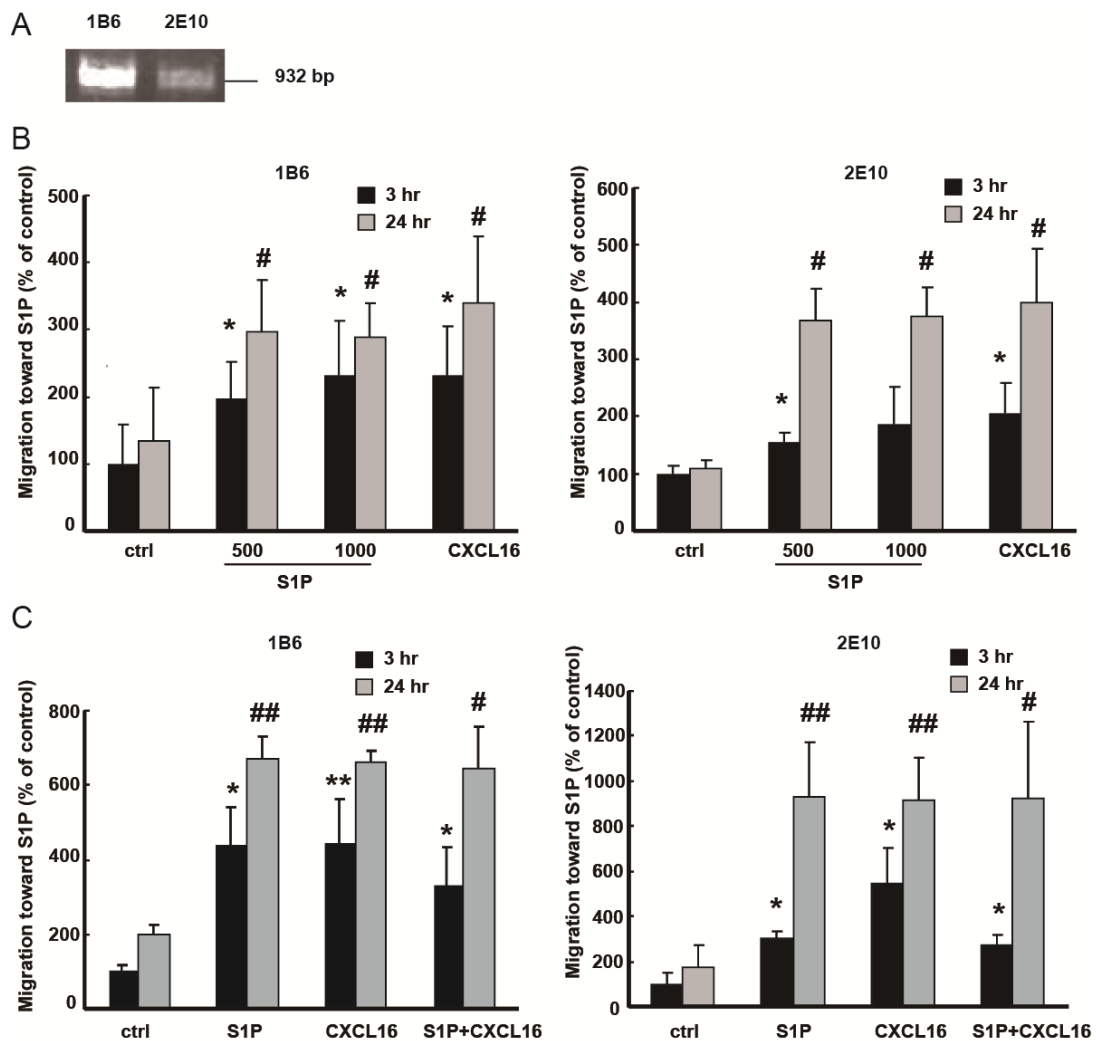 A
1B6 2E10
932 bp
B
1B6
3 hr
24 hr
Migration toward S1P (% of control)
500
400
300
200
100
0
* # * # * #
ctrl 500 1000 CXCL16
S1P
2E10
3 hr
24 hr
Migration toward S1P (% of control)
600
500
400
300
200
100
0
* # # * #
ctrl 500 1000 CXCL16
S1P
C
1B6
3 hr
24 hr
Migration toward S1P (% of control)
800
600
400
200
0
* ## ** ## * #
ctrl S1P CXCL16 S1P+CXCL16
2E10
3 hr
24 hr
Migration toward S1P (% of control)
1400
1200
1000
800
600
400
200
0
* ## * ## * #
ctrl S1P CXCL16 S1P+CXCL16